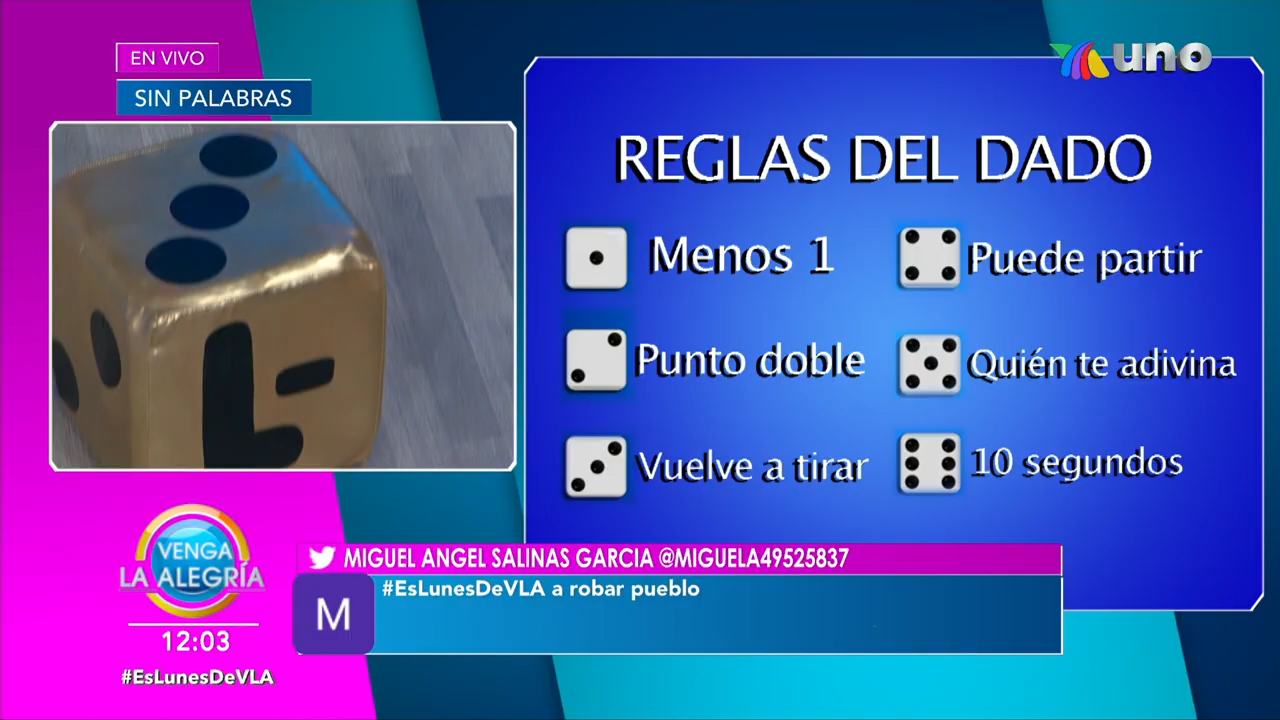 EN VIVO
SIN PALABRAS
uno
REGLAS DEL DADO
Menos 1
Puede partir
Punto doble
Quién te adivina
Vuelve a tirar
10 segundos
MIGUEL ANGEL SALINAS GARCIA @MIGUELA49525837
M
#EsLunesDeVLA a robar pueblo
VENGA
LA ALEGRÍA
12:03
#EsLunesDeVLA